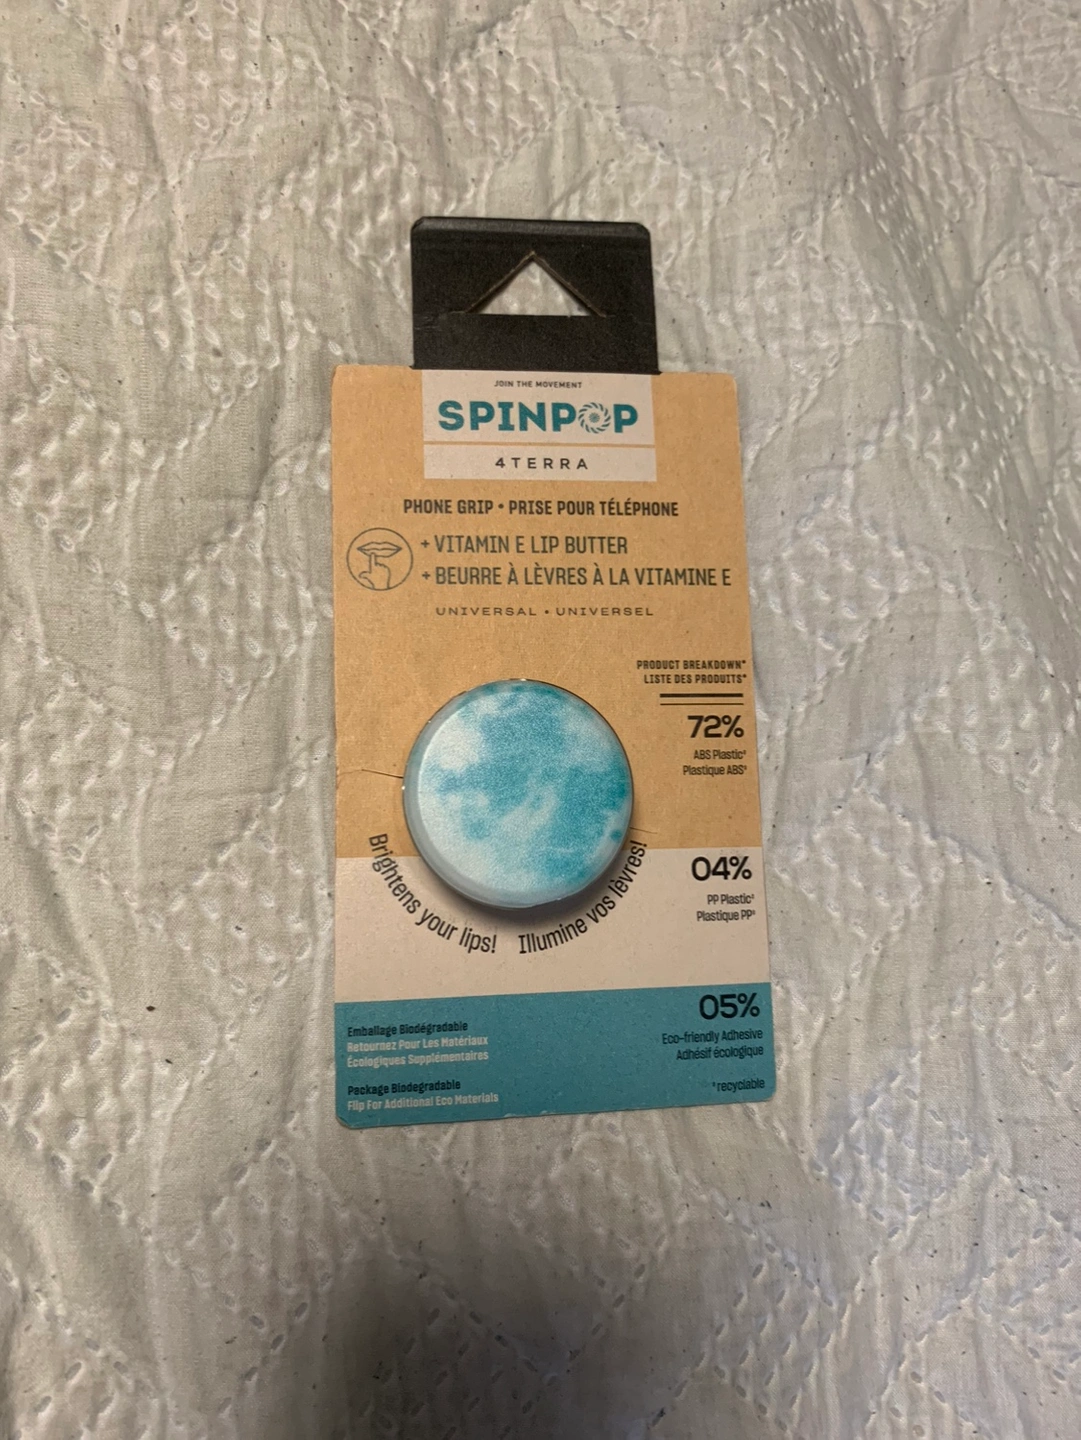 JOIN THE MOVEMENT
SPINPOP
4TERRA
PHONE GRIP • PRISE POUR TÉLÉPHONE
+ VITAMIN E LIP BUTTER
+ BEURRE À LÈVRES À LA VITAMINE E
UNIVERSAL • UNIVERSEL
PRODUCT BREAKDOWN*
LISTE DES PRODUITS*
72%
ABS Plastic*
Plastique ABS*
Brightens your lips!
Illumine vos lèvres!
04%
PP Plastic*
Plastique PP*
05%
Eco-friendly Adhesive
Adhésif écologique
*recyclable
Emballage Biodégradable
Retournez Pour Les Matériaux
Écologiques Supplémentaires
Package Biodegradable
Flip For Additional Eco Materials